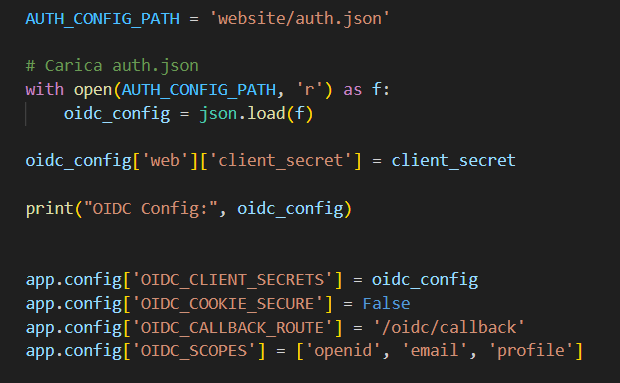 AUTH_CONFIG_PATH = 'website/auth.json'
# Carica auth.json
with open(AUTH_CONFIG_PATH, 'r') as f:
    oidc_config = json.load(f)
oidc_config['web']['client_secret'] = client_secret
print("OIDC Config:", oidc_config)
app.config['OIDC_CLIENT_SECRETS'] = oidc_config
app.config['OIDC_COOKIE_SECURE'] = False
app.config['OIDC_CALLBACK_ROUTE'] = '/oidc/callback'
app.config['OIDC_SCOPES'] = ['openid', 'email', 'profile']